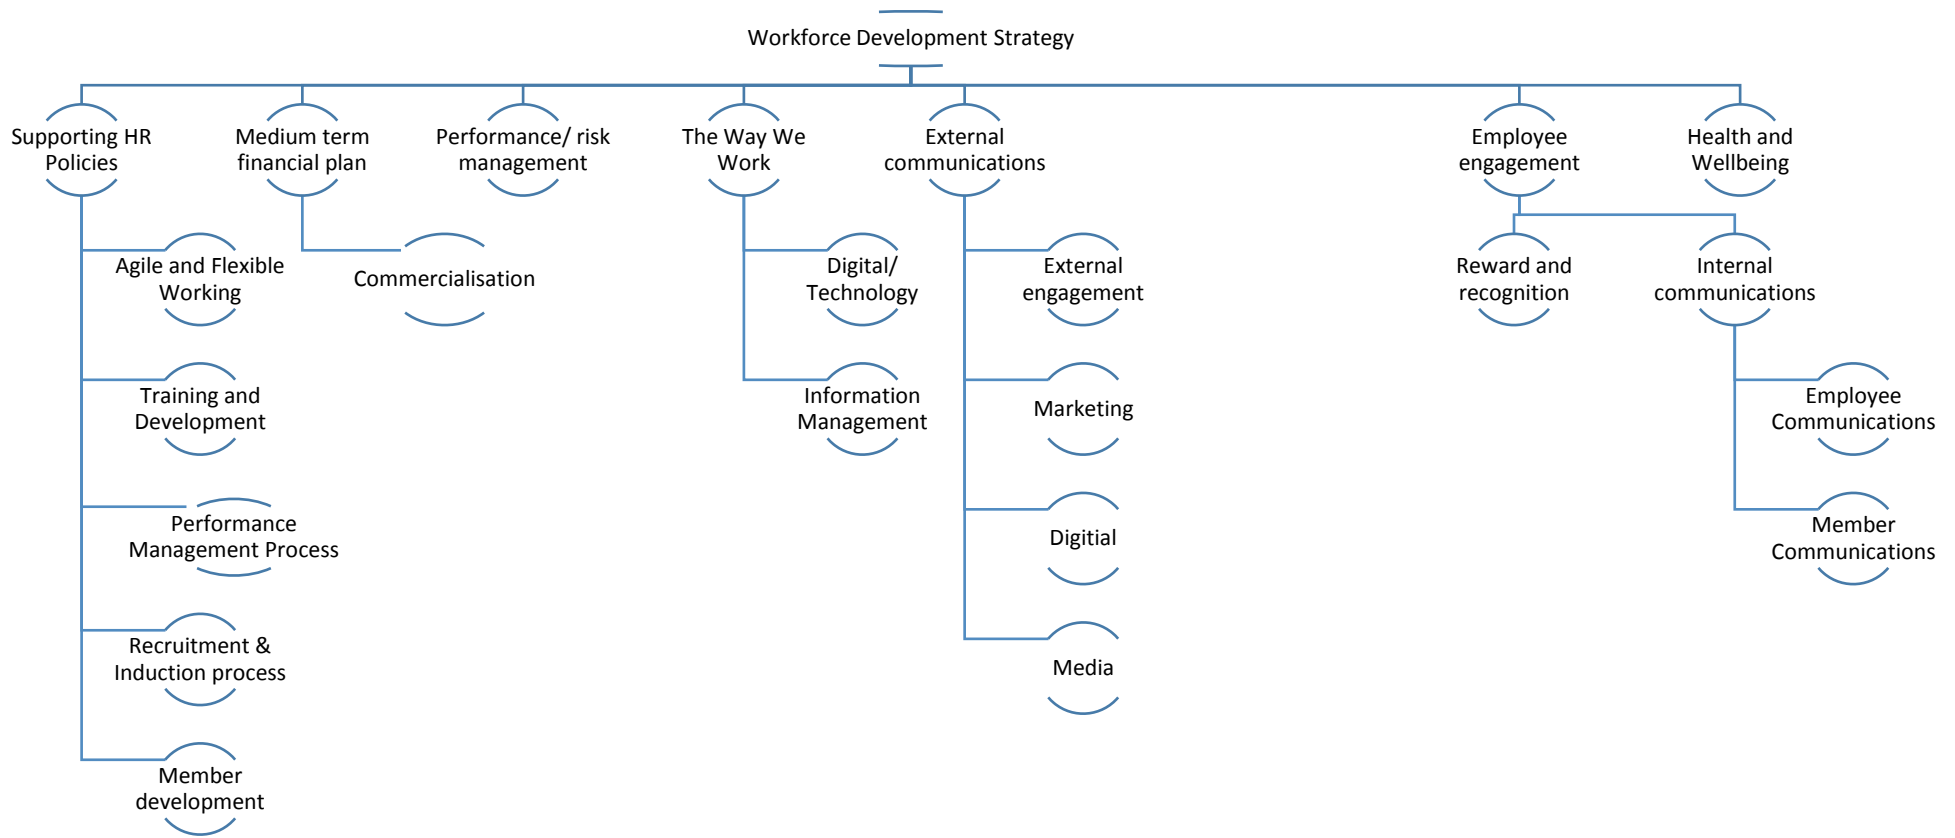 Workforce Development Strategy
Supporting HR
Policies
Medium term
financial plan
Performance/ risk
management
The Way We
Work
External
communications
Employee
engagement
Health and
Wellbeing
Agile and Flexible
Working
Training and
Development
Performance
Management Process
Recruitment &
Induction process
Member
development
Commercialisation
Digital/
Technology
Information
Management
External
engagement
Marketing
Digitial
Media
Reward and
recognition
Internal
communications
Employee
Communications
Member
Communications